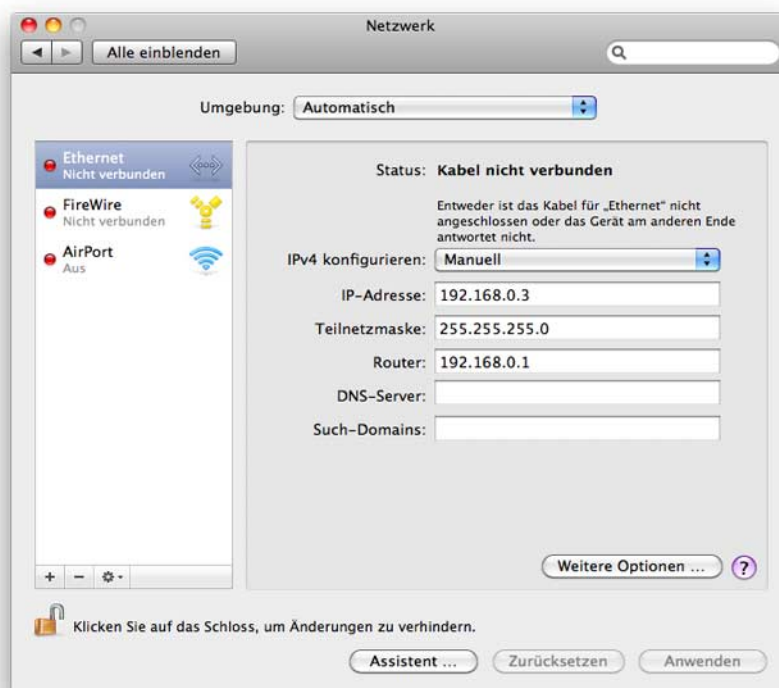 Netzwerk
Alle einblenden
Umgebung: Automatisch
Ethernet
Nicht verbunden
FireWire
Nicht verbunden
AirPort
Aus
Status: Kabel nicht verbunden
Entweder ist das Kabel für „Ethernet“ nicht
angeschlossen oder das Gerät am anderen Ende
antwortet nicht.
IPv4 konfigurieren: Manuell
IP-Adresse: 192.168.0.3
Teilnetzmaske: 255.255.255.0
Router: 192.168.0.1
DNS-Server:
Such-Domains:
Weitere Optionen ... ?
Klicken Sie auf das Schloss, um Änderungen zu verhindern.
Assistent ... Zurücksetzen Anwenden